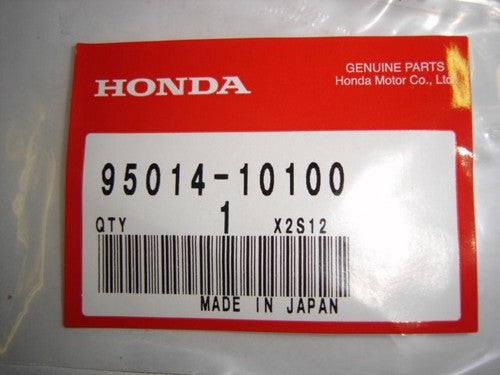 HONDA
GENUINE PARTS
Honda Motor Co., Ltd.
95014-10100
QTY 1 X2S12
MADE IN JAPAN